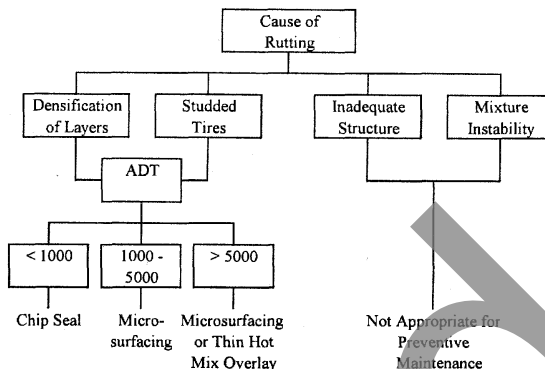 Cause of
Rutting
Densification
of Layers
Studded
Tires
Inadequate
Structure
Mixture
Instability
ADT
< 1000
1000 -
5000
> 5000
Chip Seal
Micro-
surfacing
Microsurfacing
or Thin Hot
Mix Overlay
Not Appropriate for
Preventive
Maintenance